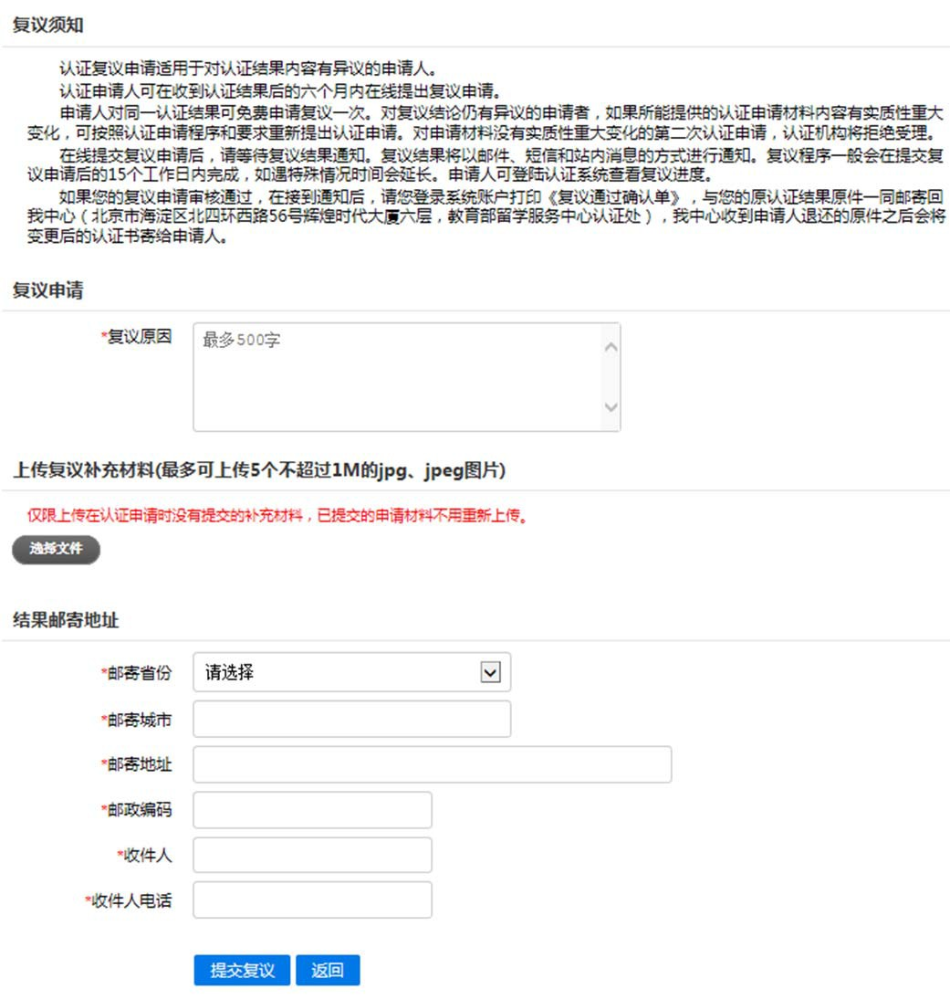 复议须知
认证复议申请适用于对认证结果内容有异议的申请人。
认证申请人可在收到认证结果后的六个月内在线提出复议申请。
申请人对同一认证结果可免费申请复议一次。对复议结论仍有异议的申请者，如果所能提供的认证申请材料内容有实质性重大
变化，可按照认证申请程序和要求重新提出认证申请。对申请材料没有实质性重大变化的第二次认证申请，认证机构将拒绝受理。
在线提交复议申请后，请等待复议结果通知。复议结果将以邮件、短信和站内消息的方式进行通知。复议程序一般会在提交复
议申请后的15个工作日内完成，如遇特殊情况时间会延长。申请人可登陆认证系统查看复议进度。
如果您的复议申请审核通过，在接到通知后，请您登录系统账户打印《复议通过确认单》，与您的原认证结果原件一同邮寄回
我中心（北京市海淀区北四环西路56号辉煌时代大厦六层，教育部留学服务中心认证处），我中心收到申请人退还的原件之后会将
变更后的认证书寄给申请人。
复议申请
*复议原因
最多500字
上传复议补充材料(最多可上传5个不超过1M的jpg、jpeg图片)
仅限上传在认证申请时没有提交的补充材料，已提交的申请材料不用重新上传。
选择文件
结果邮寄地址
*邮寄省份 请选择
*邮寄城市
*邮寄地址
*邮政编码
*收件人
*收件人电话
提交复议 返回